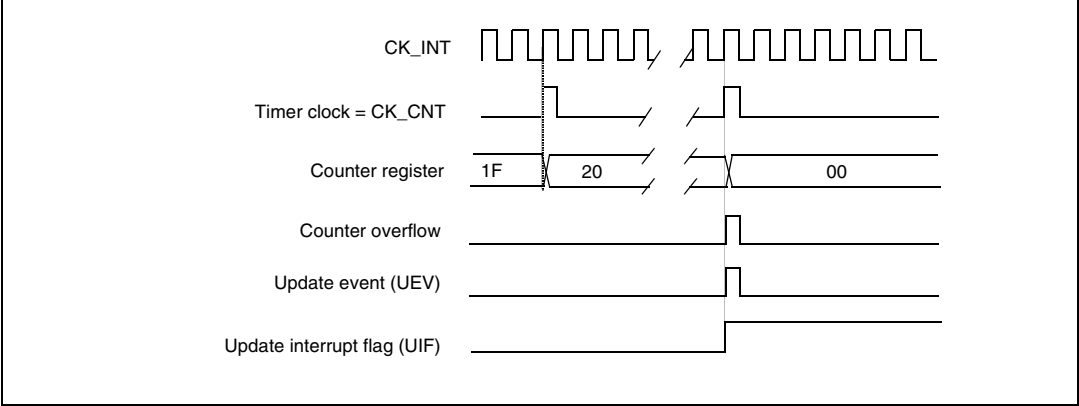 CK_INT
Timer clock = CK_CNT
Counter register
1F
20
00
Counter overflow
Update event (UEV)
Update interrupt flag (UIF)